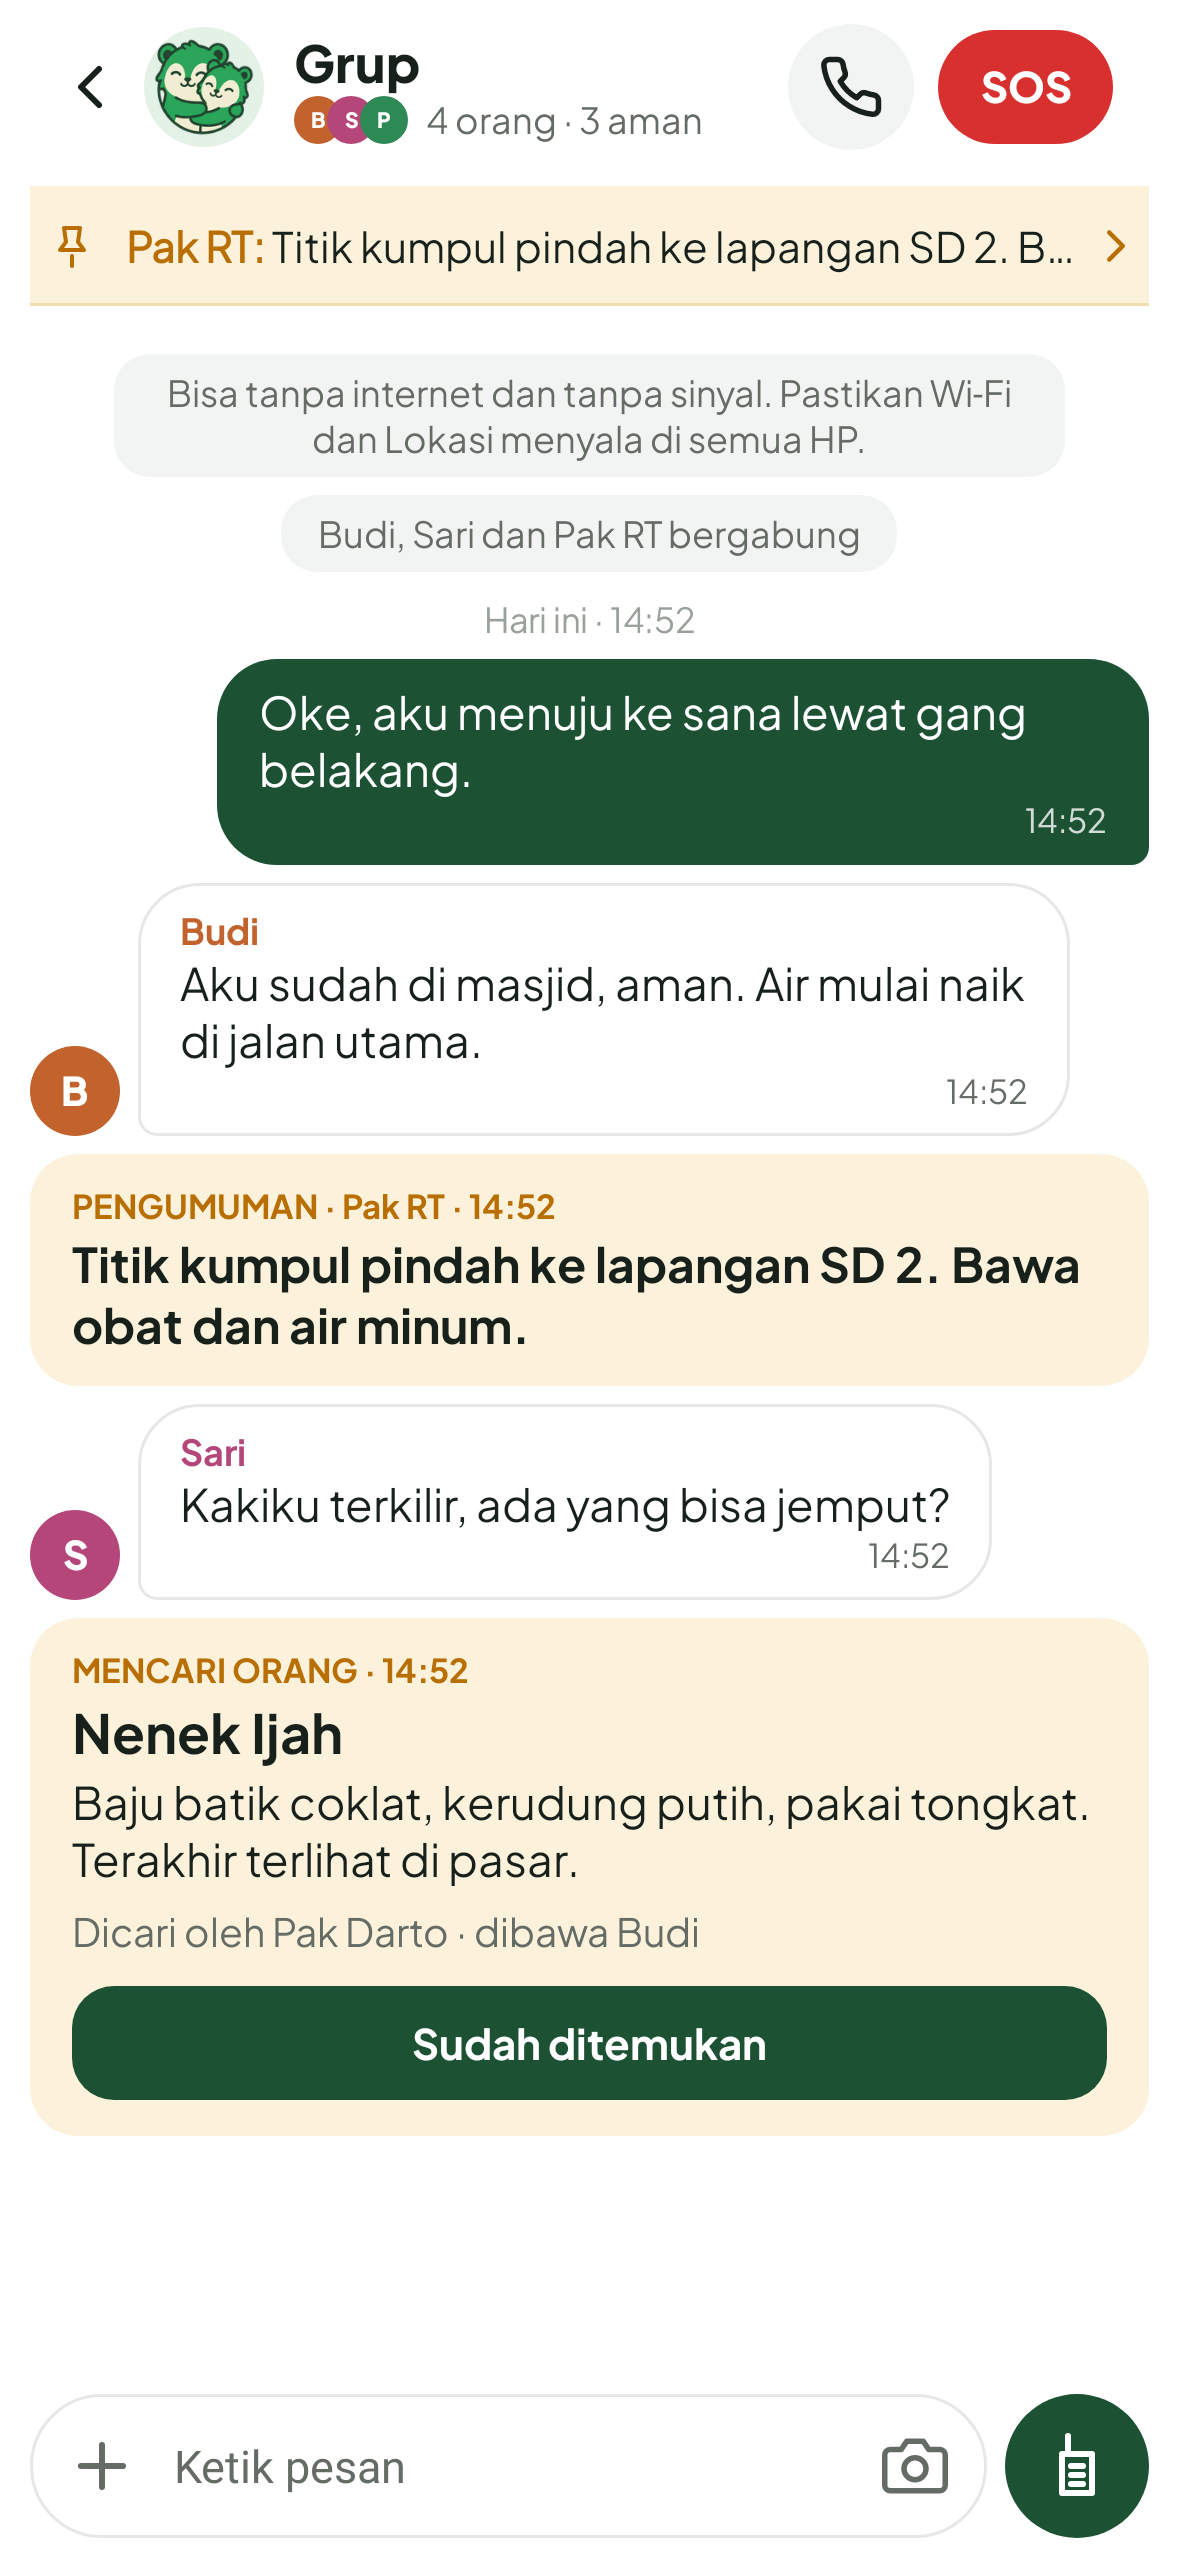 Grup
B S P 4 orang · 3 aman
SOS
Pak RT: Titik kumpul pindah ke lapangan SD 2. B...
Bisa tanpa internet dan tanpa sinyal. Pastikan Wi-Fi
dan Lokasi menyala di semua HP.
Budi, Sari dan Pak RT bergabung
Hari ini · 14:52
Oke, aku menuju ke sana lewat gang
belakang.
14:52
Budi
Aku sudah di masjid, aman. Air mulai naik
di jalan utama.
14:52
B
PENGUMUMAN · Pak RT · 14:52
Titik kumpul pindah ke lapangan SD 2. Bawa
obat dan air minum.
Sari
Kakiku terkilir, ada yang bisa jemput?
14:52
S
MENCARI ORANG · 14:52
Nenek Ijah
Baju batik coklat, kerudung putih, pakai tongkat.
Terakhir terlihat di pasar.
Dicari oleh Pak Darto · dibawa Budi
Sudah ditemukan
Ketik pesan